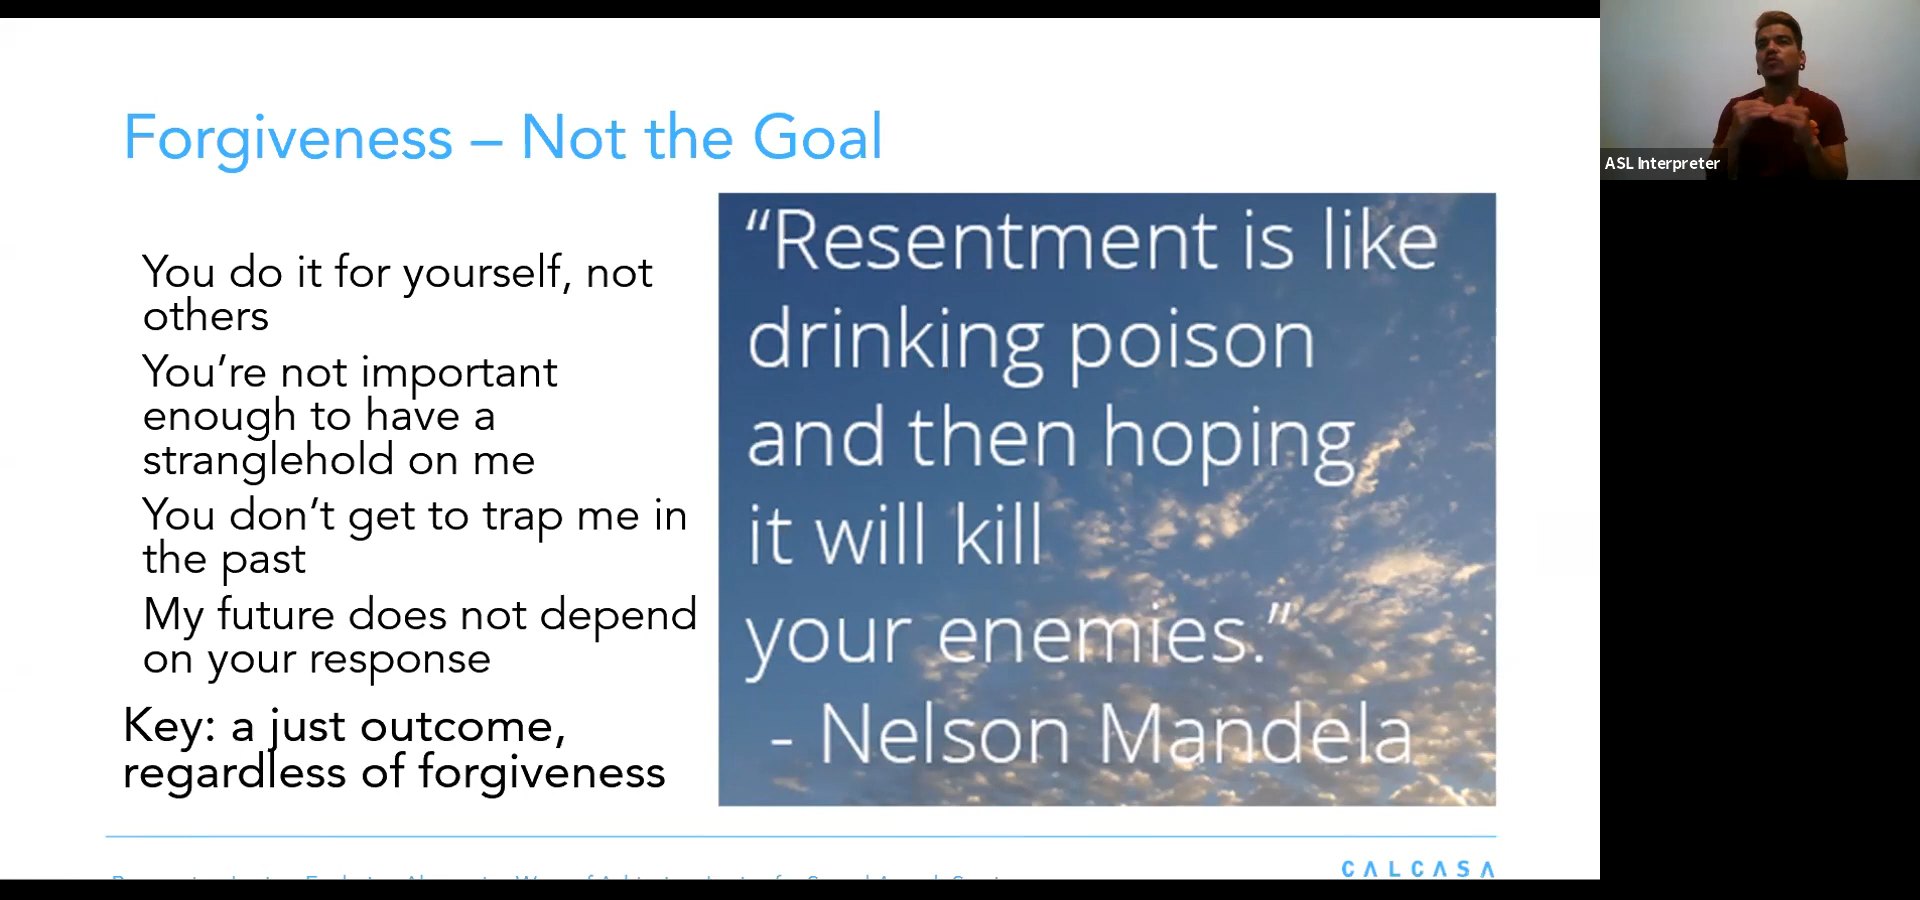 Forgiveness – Not the Goal
You do it for yourself, not
others
You’re not important
enough to have a
stranglehold on me
You don’t get to trap me in
the past
My future does not depend
on your response
Key: a just outcome,
regardless of forgiveness
“Resentment is like
drinking poison
and then hoping
it will kill
your enemies.”
- Nelson Mandela
CALCASA
ASL Interpreter